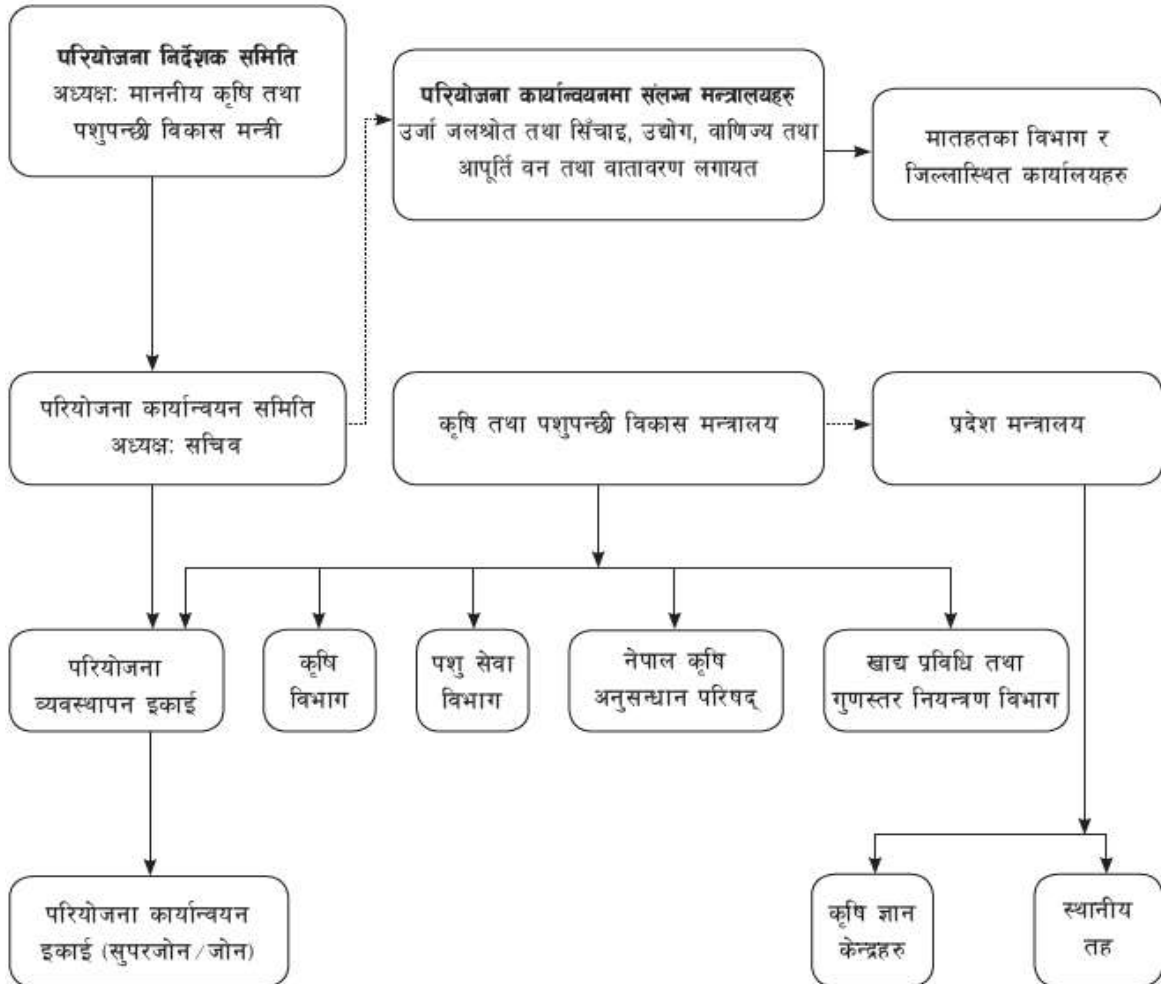 परियोजना निर्देशक समिति
अध्यक्ष: माननीय कृषि तथा
पशुपन्छी विकास मन्त्री
परियोजना कार्यान्वयनमा संलग्न मन्त्रालयहरु
उर्जा जलश्रोत तथा सिँचाइ, उद्योग, वाणिज्य तथा
आपूर्ति वन तथा वातावरण लगायत
मातहतका विभाग र
जिल्लास्थित कार्यालयहरु
परियोजना कार्यान्वयन समिति
अध्यक्ष: सचिव
कृषि तथा पशुपन्छी विकास मन्त्रालय
प्रदेश मन्त्रालय
परियोजना
व्यवस्थापन इकाई
कृषि
विभाग
पशु सेवा
विभाग
नेपाल कृषि
अनुसन्धान परिषद्
खाद्य प्रविधि तथा
गुणस्तर नियन्त्रण विभाग
परियोजना कार्यान्वयन
इकाई (सुपरजोन/जोन)
कृषि ज्ञान
केन्द्रहरु
स्थानीय
तह